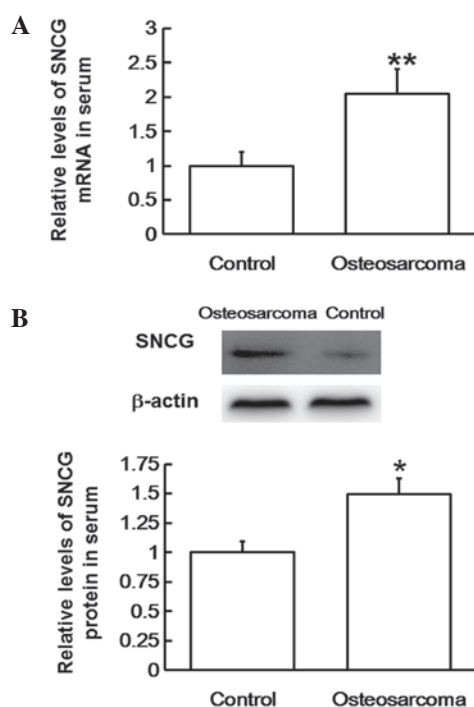 A
Relative levels of SNCG
mRNA in serum
3
2.5
2
1.5
1
0.5
0
**
Control Osteosarcoma
B
Osteosarcoma Control
SNCG
β-actin
Relative levels of SNCG
protein in serum
1.75
1.5
1.25
1
0.75
0.5
0.25
0
*
Control Osteosarcoma